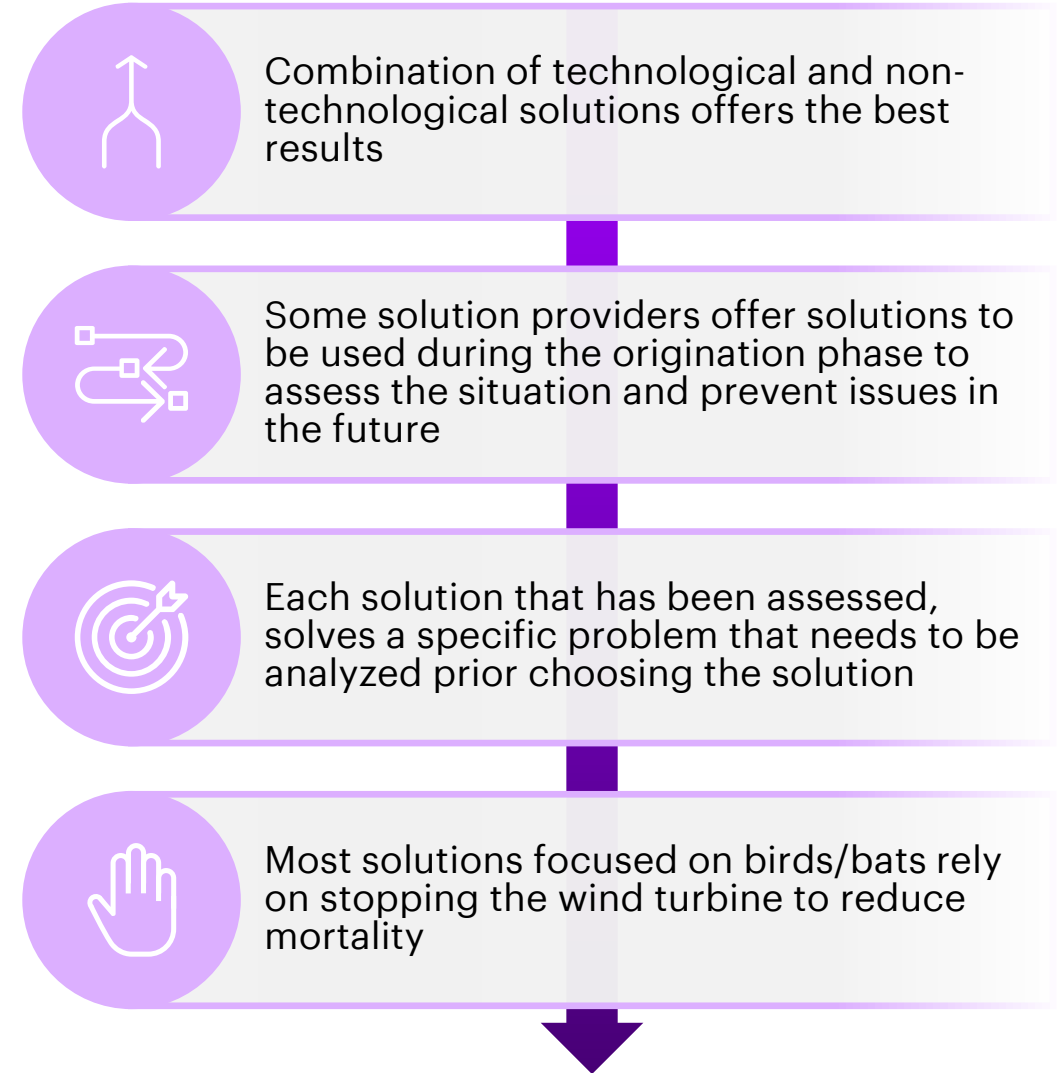 Combination of technological and non-
technological solutions offers the best
results
Some solution providers offer solutions to
be used during the origination phase to
assess the situation and prevent issues in
the future
Each solution that has been assessed,
solves a specific problem that needs to be
analyzed prior choosing the solution
Most solutions focused on birds/bats rely
on stopping the wind turbine to reduce
mortality